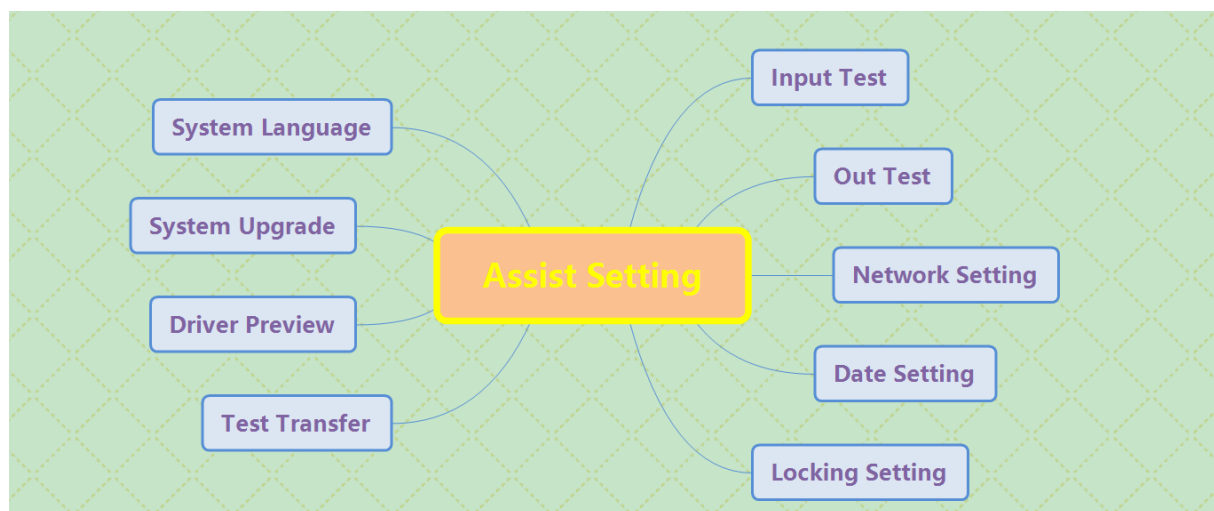 Assist Setting
Input Test
Out Test
Network Setting
Date Setting
Locking Setting
System Language
System Upgrade
Driver Preview
Test Transfer